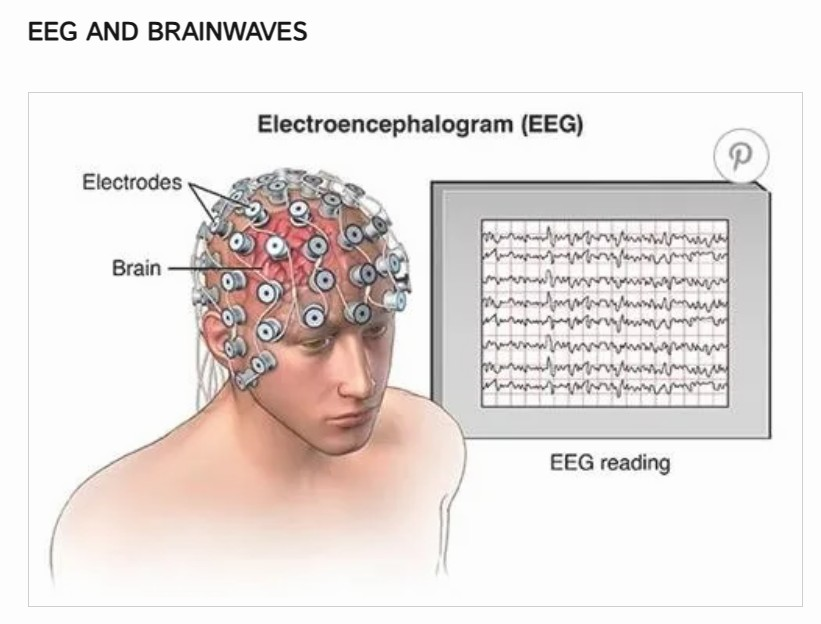 EEG AND BRAINWAVES
Electroencephalogram (EEG)
Electrodes
Brain
EEG reading